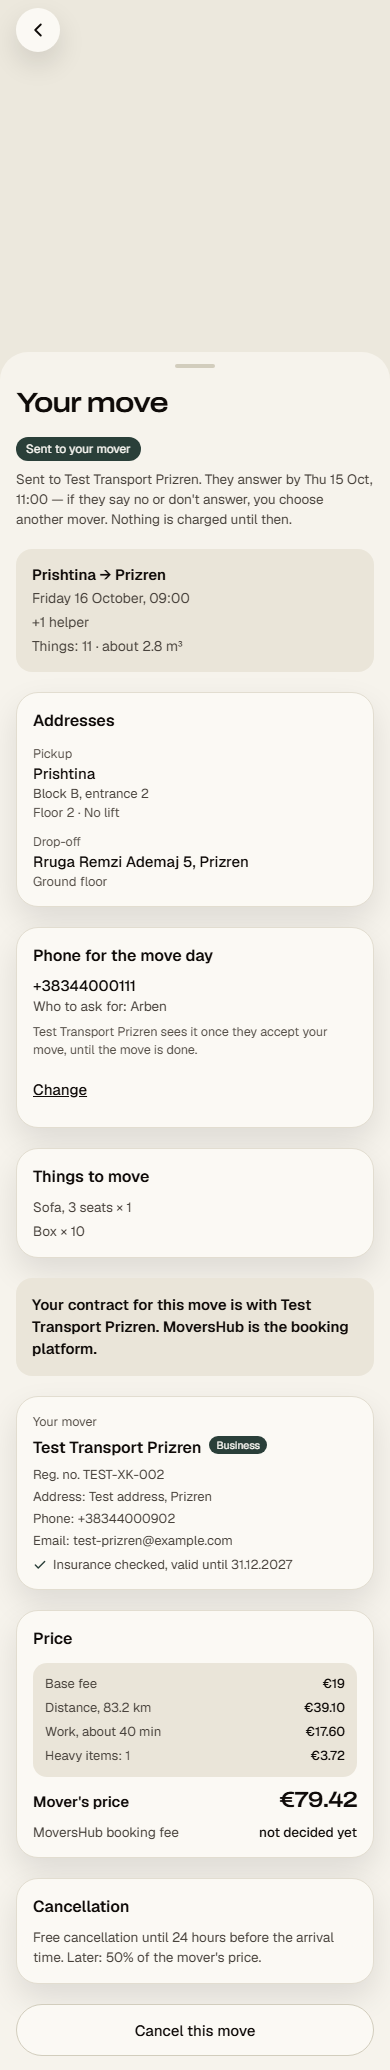 Your move
Sent to your mover
Sent to Test Transport Prizren. They answer by Thu 15 Oct,
11:00 — if they say no or don't answer, you choose
another mover. Nothing is charged until then.
Prishtina → Prizren
Friday 16 October, 09:00
+1 helper
Things: 11 · about 2.8 m³
Addresses
Pickup
Prishtina
Block B, entrance 2
Floor 2 · No lift
Drop-off
Rruga Remzi Ademaj 5, Prizren
Ground floor
Phone for the move day
+38344000111
Who to ask for: Arben
Test Transport Prizren sees it once they accept your
move, until the move is done.
Change
Things to move
Sofa, 3 seats × 1
Box × 10
Your contract for this move is with Test
Transport Prizren. MoversHub is the booking
platform.
Your mover
Test Transport Prizren Business
Reg. no. TEST-XK-002
Address: Test address, Prizren
Phone: +38344000902
Email: test-prizren@example.com
✓ Insurance checked, valid until 31.12.2027
Price
Base fee €19
Distance, 83.2 km €39.10
Work, about 40 min €17.60
Heavy items: 1 €3.72
Mover's price €79.42
MoversHub booking fee not decided yet
Cancellation
Free cancellation until 24 hours before the arrival
time. Later: 50% of the mover's price.
Cancel this move